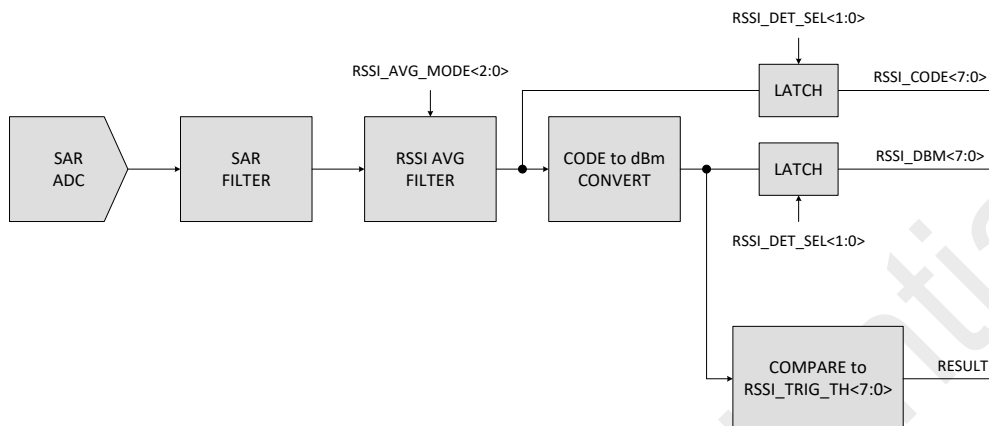 RSSI_DET_SEL<1:0>
RSSI_AVG_MODE<2:0>
LATCH
RSSI_CODE<7:0>
SAR
ADC
SAR
FILTER
RSSI AVG
FILTER
CODE to dBm
CONVERT
LATCH
RSSI_DBM<7:0>
RSSI_DET_SEL<1:0>
COMPARE to
RSSI_TRIG_TH<7:0>
RESULT